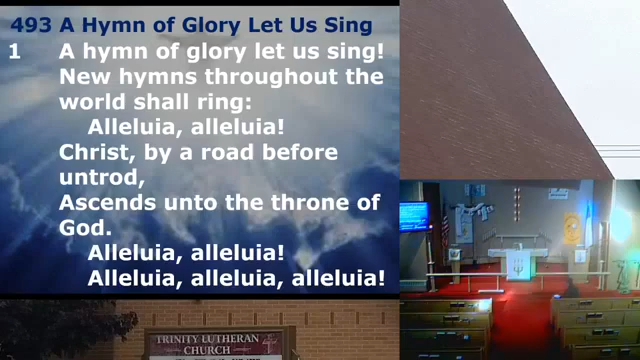 493 A Hymn of Glory Let Us Sing
1 A hymn of glory let us sing!
New hymns throughout the
world shall ring:
Alleluia, alleluia!
Christ, by a road before
untrod,
Ascends unto the throne of
God.
Alleluia, alleluia!
Alleluia, alleluia, alleluia!
TRINITY LUTHERAN
CHURCH